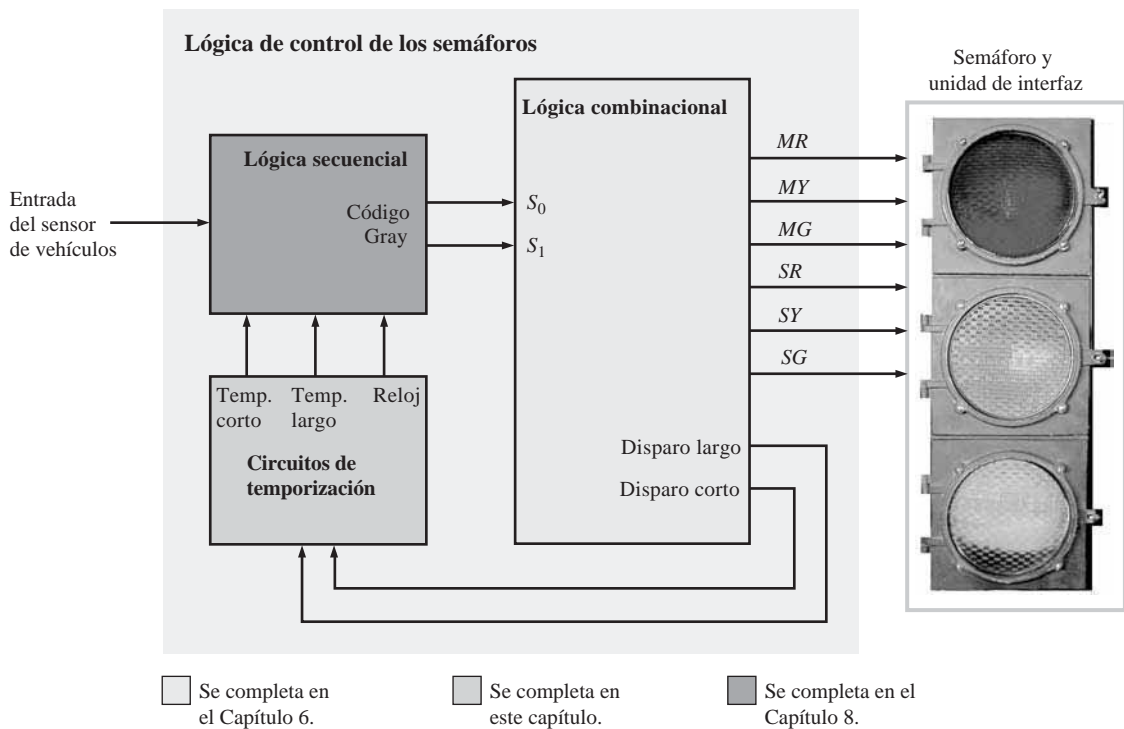 Lógica de control de los semáforos
Semáforo y
unidad de interfaz
Lógica combinacional
Lógica secuencial
Código
Gray
Entrada
del sensor
de vehículos
S0
S1
MR
MY
MG
SR
SY
SG
Temp.
corto
Temp.
largo
Reloj
Circuitos de
temporización
Disparo largo
Disparo corto
Se completa en
el Capítulo 6.
Se completa en
este capítulo.
Se completa en el
Capítulo 8.